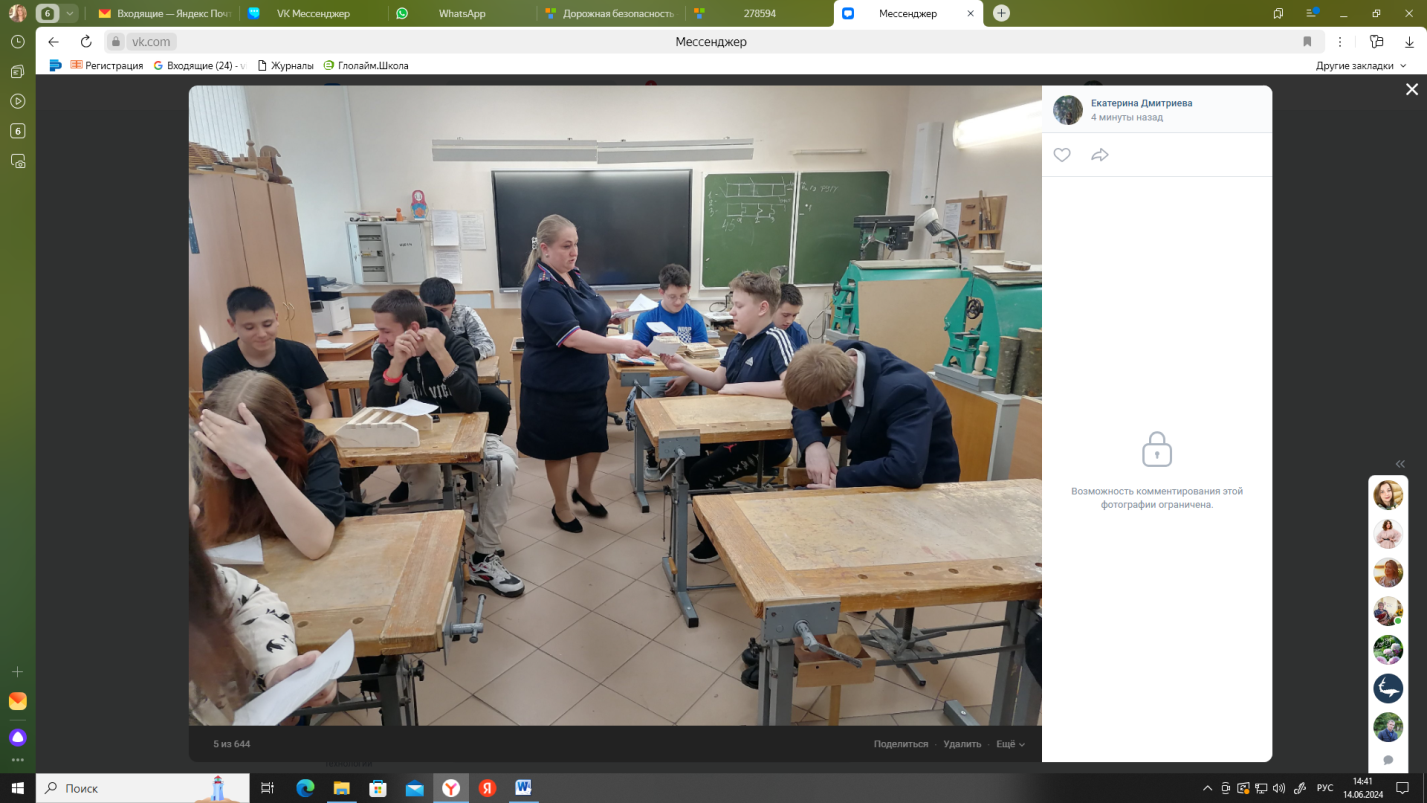 6
Входящие — Яндекс Почт
VK Мессенджер
WhatsApp
Дорожная безопасность
278594
Мессенджер
vk.com
Мессенджер
Регистрация
Входящие (24) - v
Журналы
Глолайм.Школа
Другие закладки
Екатерина Дмитриева
4 минуты назад
6
Возможность комментирования этой
фотографии ограничена.
5 из 644
Поделиться
Удалить
Ещё
Поиск
РУС
14:41
14.06.2024